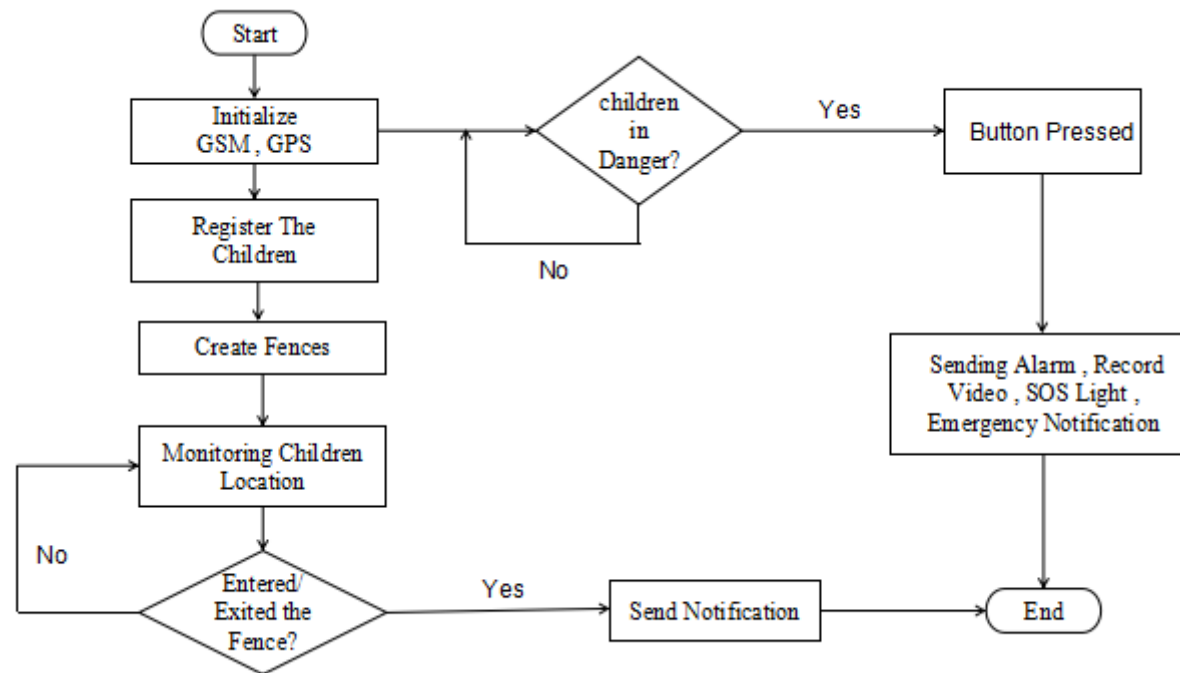 Start
Initialize
GSM , GPS
children
in
Danger?
Yes
Button Pressed
No
Register The
Children
Create Fences
Sending Alarm , Record
Video , SOS Light ,
Emergency Notification
Monitoring Children
Location
No
Entered/
Exited the
Fence?
Yes
Send Notification
End